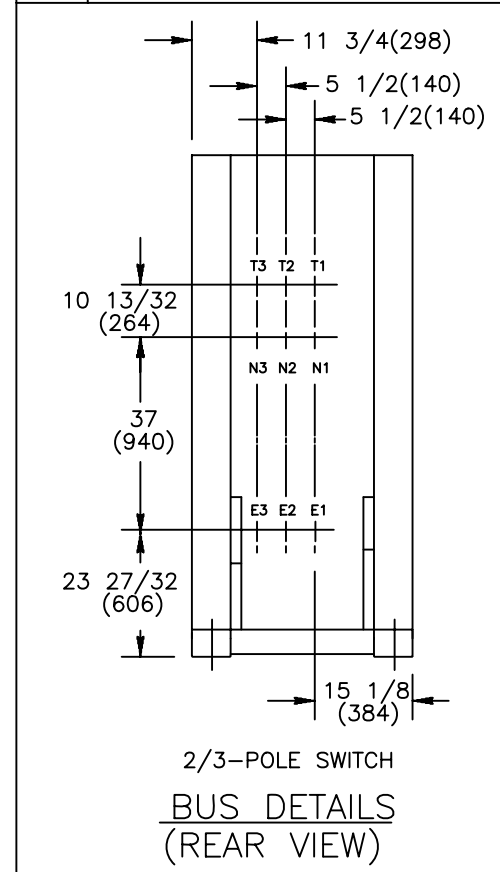 11 3/4(298)
5 1/2(140)
5 1/2(140)
T3 T2 T1
10 13/32
(264)
N3 N2 N1
37
(940)
E3 E2 E1
23 27/32
(606)
15 1/8
(384)
2/3-POLE SWITCH
BUS DETAILS
(REAR VIEW)